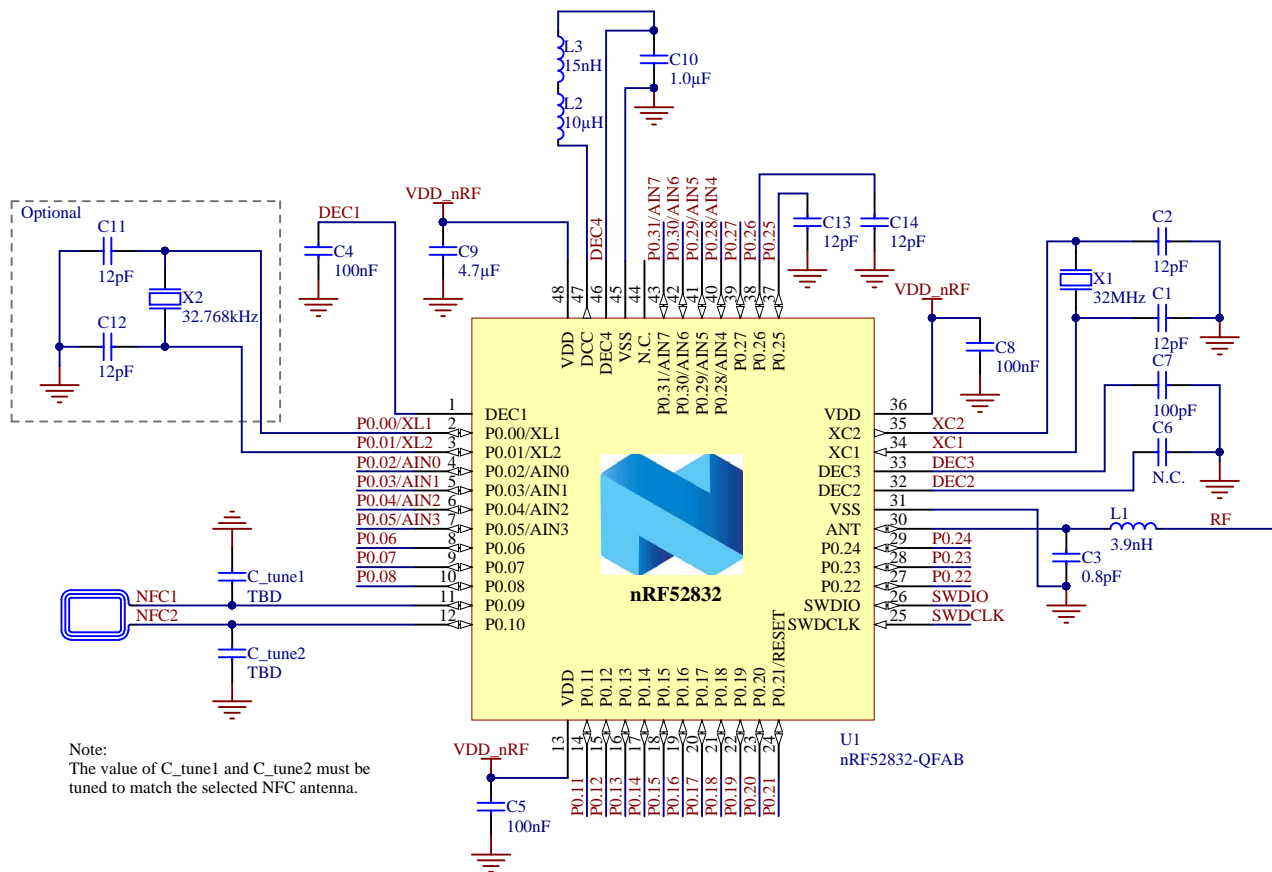 L3
15nH
L2
10µH
C10
1.0µF
DEC4
P0.31/AIN7
P0.30/AIN6
P0.29/AIN5
P0.28/AIN4
P0.27
P0.26
P0.25
C13
12pF
C14
12pF
C2
12pF
X1
32MHz
C1
12pF
C7
100pF
C6
N.C.
VDD_nRF
C8
100nF
Optional
C11
12pF
X2
32.768kHz
C12
12pF
DEC1
C4
100nF
VDD_nRF
C9
4.7µF
48
47
46
45
44
43
42
41
40
39
38
37
VDD
DCC
DEC4
VSS
N.C.
P0.31/AIN7
P0.30/AIN6
P0.29/AIN5
P0.28/AIN4
P0.27
P0.26
P0.25
1 DEC1
P0.00/XL1 2 P0.00/XL1
P0.01/XL2 3 P0.01/XL2
P0.02/AIN0 4 P0.02/AIN0
P0.03/AIN1 5 P0.03/AIN1
P0.04/AIN2 6 P0.04/AIN2
P0.05/AIN3 7 P0.05/AIN3
P0.06 8 P0.06
P0.07 9 P0.07
P0.08 10 P0.08
NFC1 11 P0.09
NFC2 12 P0.10
C_tune1
TBD
C_tune2
TBD
nRF52832
VDD 36
XC2 35 XC2
XC1 34 XC1
DEC3 33 DEC3
DEC2 32 DEC2
VSS 31
ANT 30
P0.24 29 P0.24
P0.23 28 P0.23
P0.22 27 P0.22
SWDIO 26 SWDIO
SWDCLK 25 SWDCLK
L1
3.9nH
RF
C3
0.8pF
VDD
P0.11
P0.12
P0.13
P0.14
P0.15
P0.16
P0.17
P0.18
P0.19
P0.20
P0.21/RESET
13
14
15
16
17
18
19
20
21
22
23
24
P0.11
P0.12
P0.13
P0.14
P0.15
P0.16
P0.17
P0.18
P0.19
P0.20
P0.21
VDD_nRF
C5
100nF
U1
nRF52832-QFAB
Note:
The value of C_tune1 and C_tune2 must be
tuned to match the selected NFC antenna.